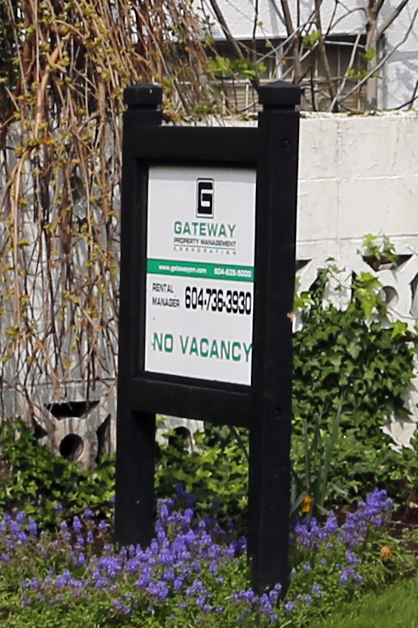 G
GATEWAY
PROPERTY MANAGEMENT
CORPORATION
www.gatewaypm.com 604-635-5000
RENTAL MANAGER 604-736-3930
NO VACANCY